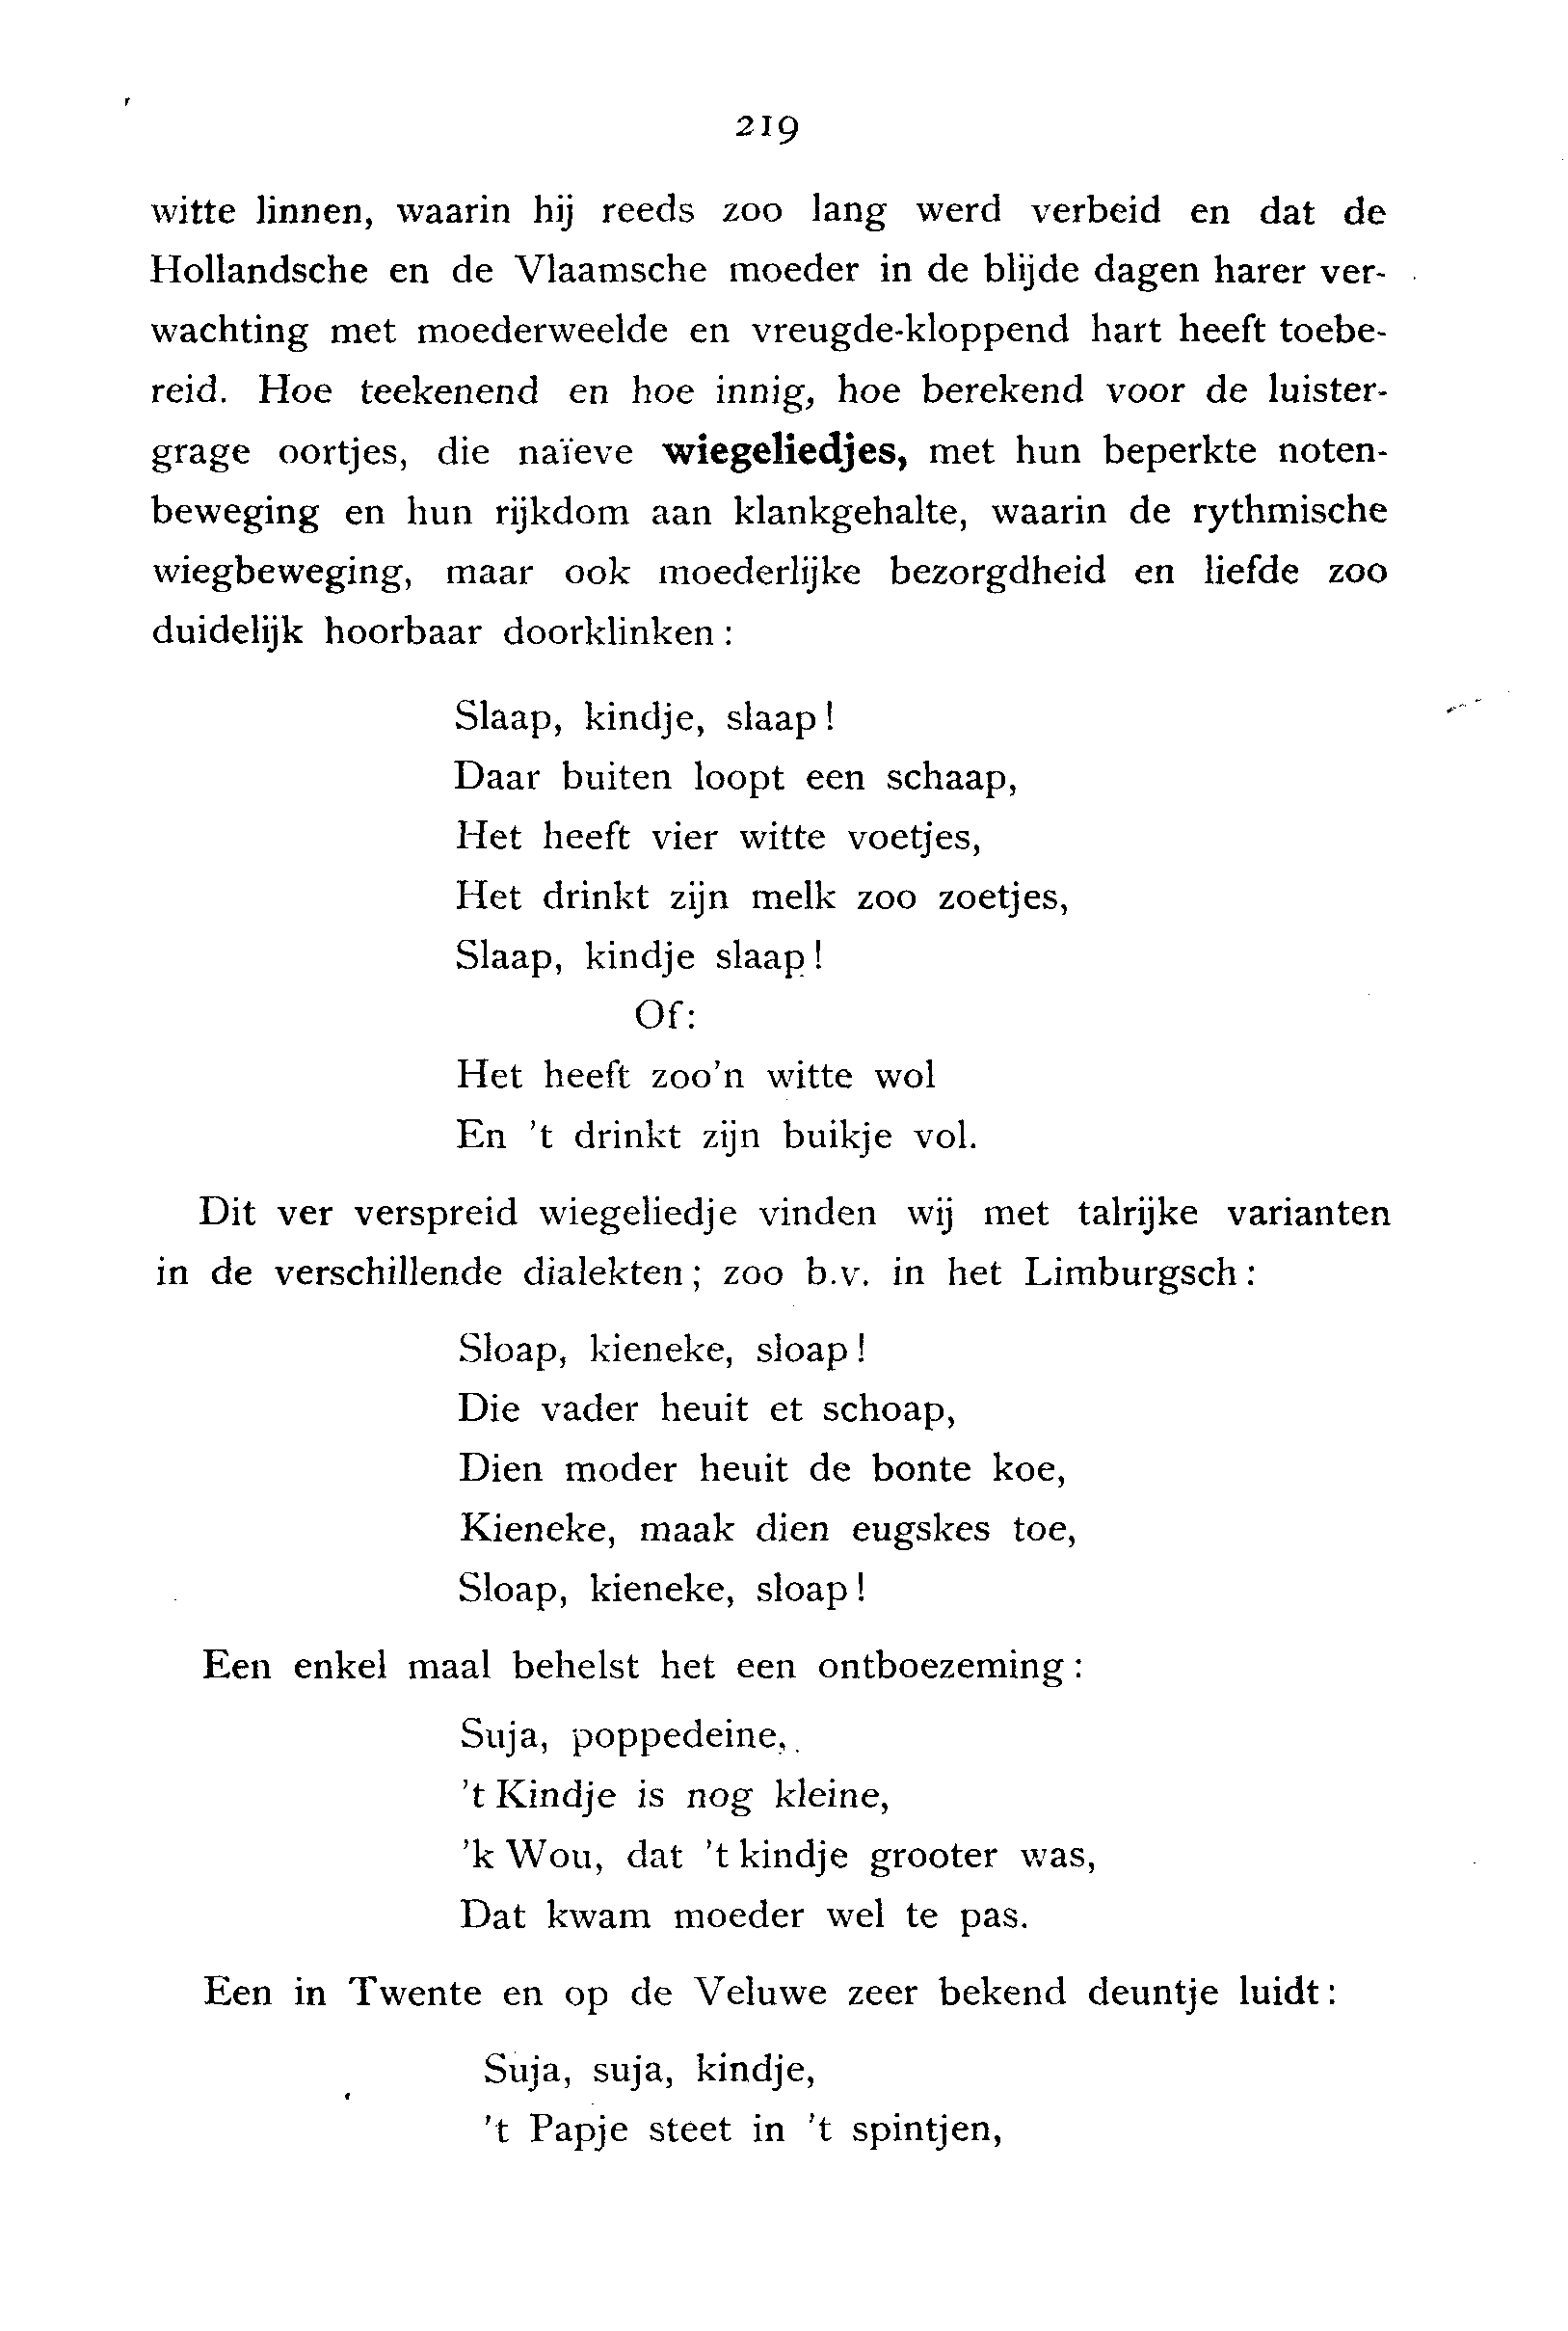 219
witte linnen, waarin hij reeds zoo lang werd verbeid en dat de
Hollandsche en de Vlaamsche moeder in de blijde dagen harer ver-
wachting met moederweelde en vreugde-kloppend hart heeft toebe-
reid. Hoe teekenend en hoe innig, hoe berekend voor de luister-
grage oortjes, die naïeve wiegeliedjes, met hun beperkte noten-
beweging en hun rijkdom aan klankgehalte, waarin de rythmische
wiegbeweging, maar ook moederlijke bezorgdheid en liefde zoo
duidelijk hoorbaar doorklinken:
Slaap, kindje, slaap!
Daar buiten loopt een schaap,
Het heeft vier witte voetjes,
Het drinkt zijn melk zoo zoetjes,
Slaap, kindje slaap!
Of:
Het heeft zoo'n witte wol
En 't drinkt zijn buikje vol.
Dit ver verspreid wiegeliedje vinden wij met talrijke varianten
in de verschillende dialekten; zoo b.v. in het Limburgsch:
Sloap, kieneke, sloap!
Die vader heuit et schoap,
Dien moder heuit de bonte koe,
Kieneke, maak dien eugskes toe,
Sloap, kieneke, sloap!
Een enkel maal behelst het een ontboezeming:
Suja, poppedeine,
't Kindje is nog kleine,
'k Wou, dat 't kindje grooter was,
Dat kwam moeder wel te pas.
Een in Twente en op de Veluwe zeer bekend deuntje luidt:
Suja, suja, kindje,
't Papje steet in 't spintjen,